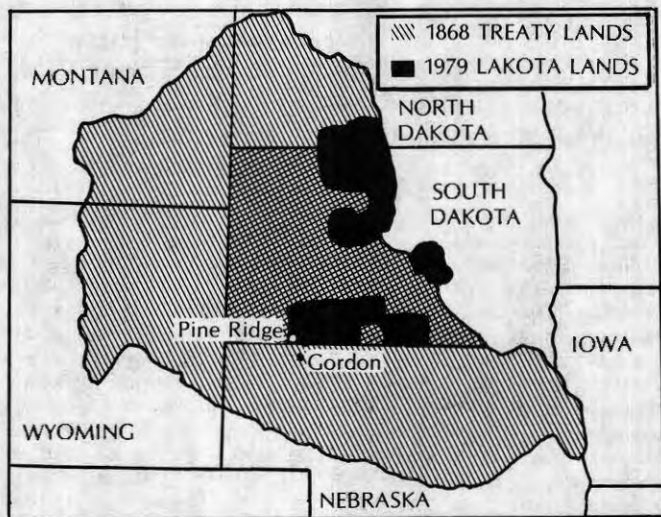 1868 TREATY LANDS
1979 LAKOTA LANDS
MONTANA
NORTH
DAKOTA
SOUTH
DAKOTA
Pine Ridge
Gordon
IOWA
WYOMING
NEBRASKA